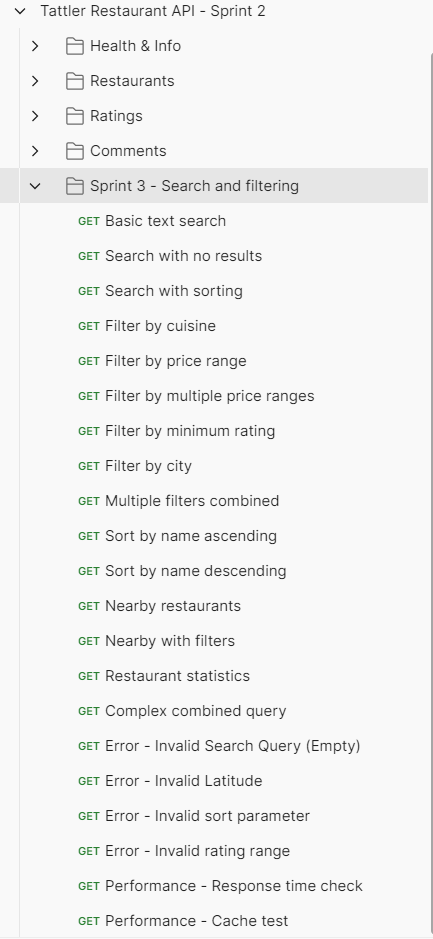 Tattler Restaurant API - Sprint 2
Health & Info
Restaurants
Ratings
Comments
Sprint 3 - Search and filtering
GET Basic text search
GET Search with no results
GET Search with sorting
GET Filter by cuisine
GET Filter by price range
GET Filter by multiple price ranges
GET Filter by minimum rating
GET Filter by city
GET Multiple filters combined
GET Sort by name ascending
GET Sort by name descending
GET Nearby restaurants
GET Nearby with filters
GET Restaurant statistics
GET Complex combined query
GET Error - Invalid Search Query (Empty)
GET Error - Invalid Latitude
GET Error - Invalid sort parameter
GET Error - Invalid rating range
GET Performance - Response time check
GET Performance - Cache test